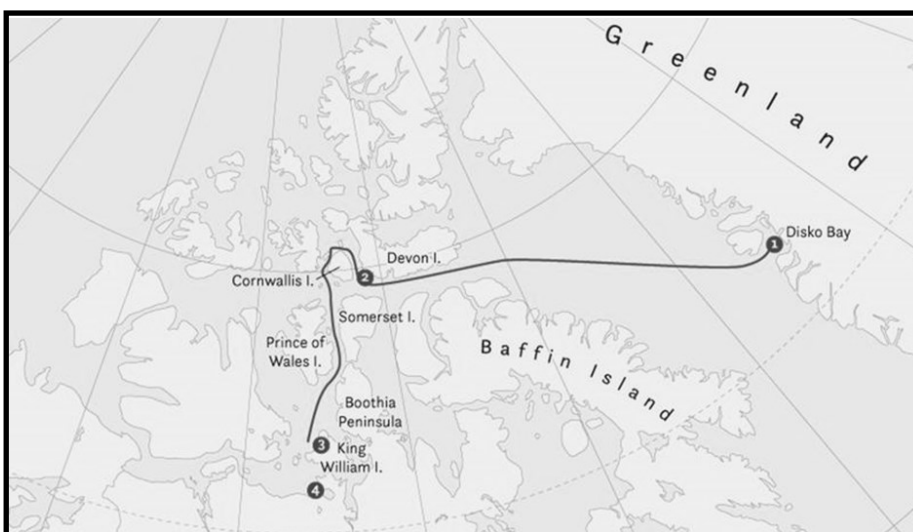 Greenland
1 Disko Bay
Devon I.
Cornwallis I.
2
Somerset I.
Prince of
Wales I.
Baffin Island
Boothia
Peninsula
3 King
William I.
4